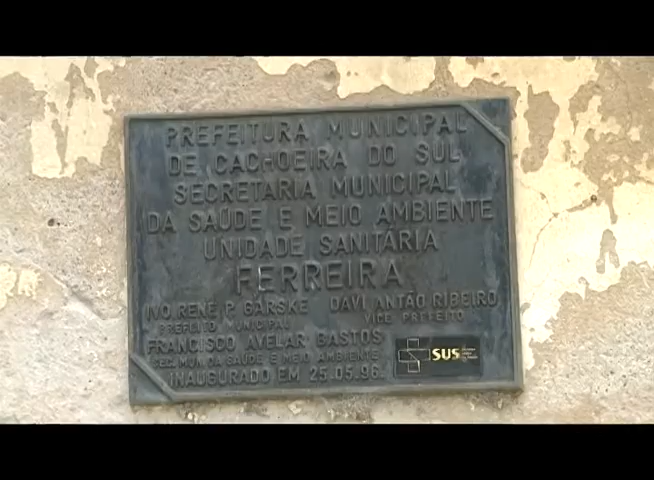 PREFEITURA MUNICIPAL
DE CACHOEIRA DO SUL
SECRETARIA MUNICIPAL
DA SAÚDE E MEIO AMBIENTE
UNIDADE SANITÁRIA
FERREIRA
IVO RENE P. GARSKE DAVI ANTÃO RIBEIRO
PREFEITO MUNICIPAL VICE PREFEITO
FRANCISCO AVELAR BASTOS
SEC. MUN. DA SAÚDE E MEIO AMBIENTE
SUS
INAUGURADO EM 25.05.96.